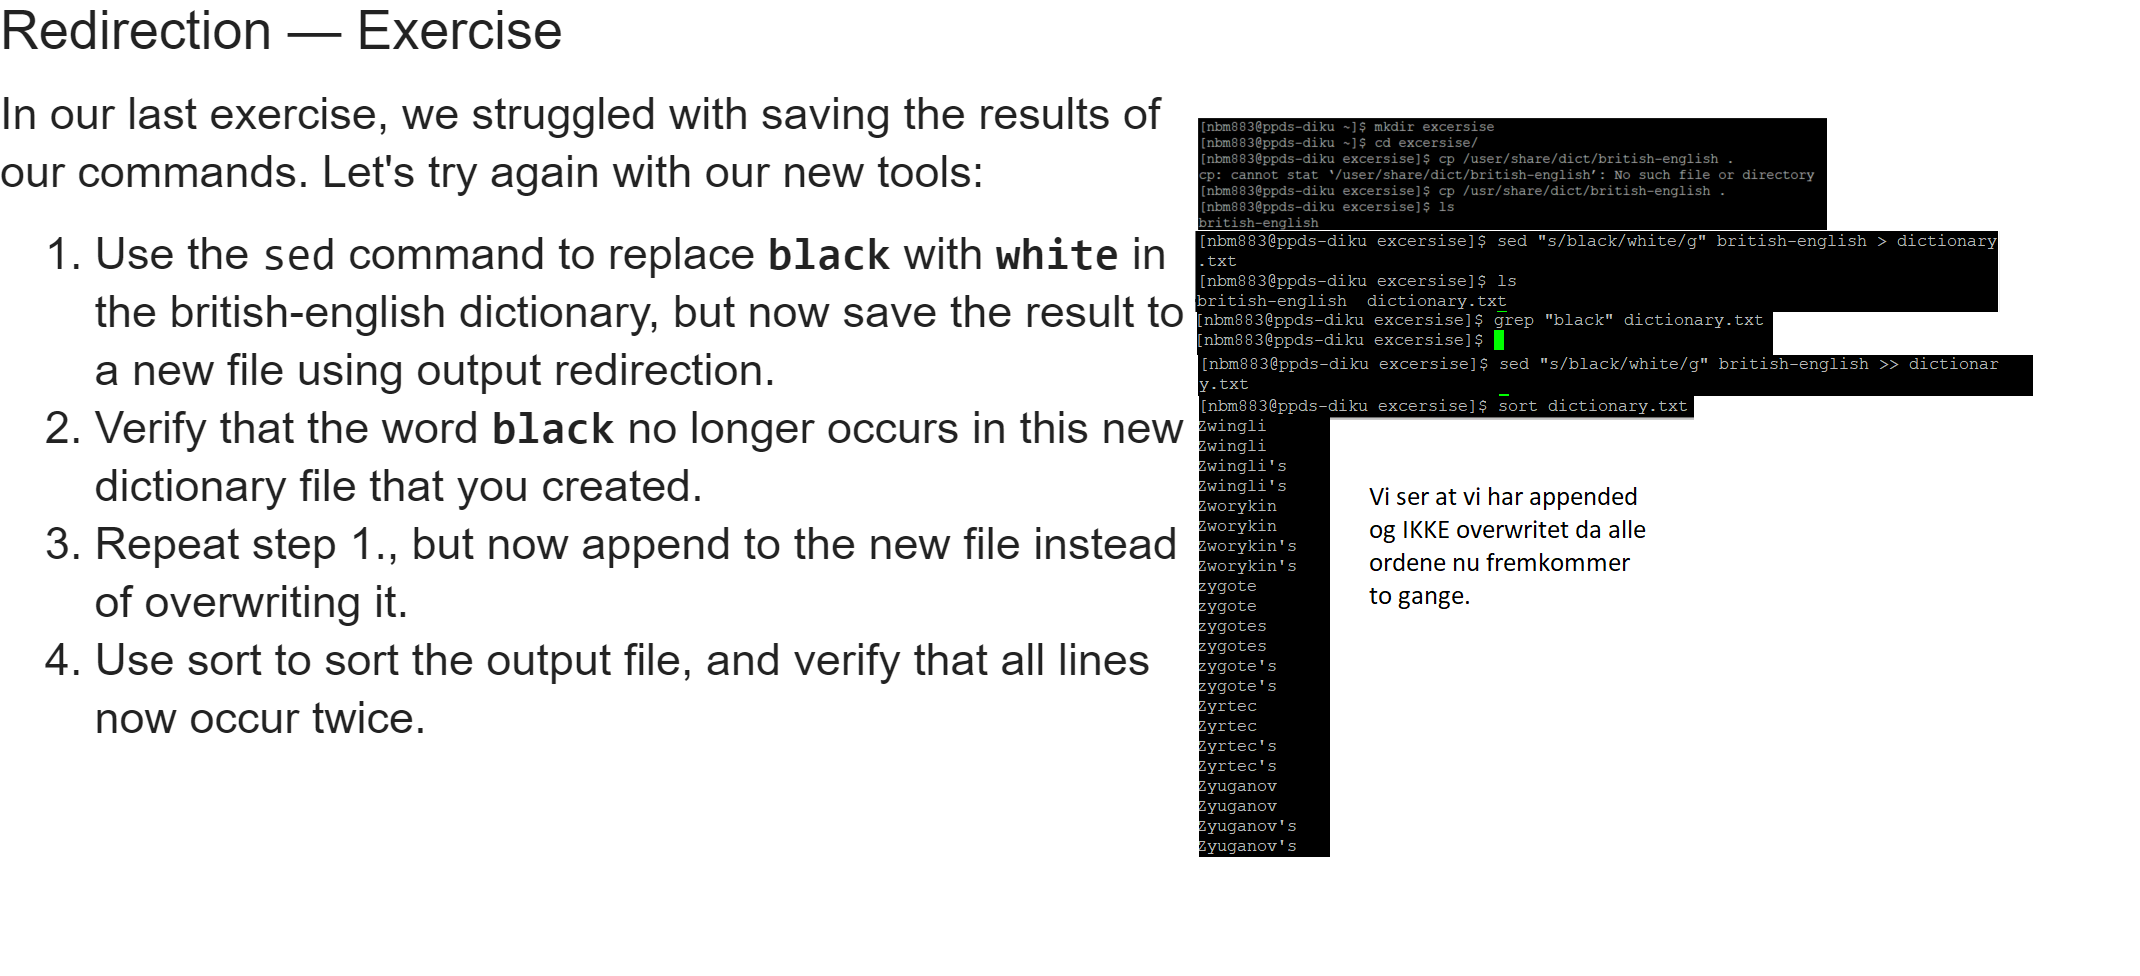 Redirection — Exercise
In our last exercise, we struggled with saving the results of
our commands. Let's try again with our new tools:
1. Use the sed command to replace black with white in
the british-english dictionary, but now save the result to
a new file using output redirection.
2. Verify that the word black no longer occurs in this new
dictionary file that you created.
3. Repeat step 1., but now append to the new file instead
of overwriting it.
4. Use sort to sort the output file, and verify that all lines
now occur twice.
[nbm883@ppds-diku ~]$ mkdir excersise
[nbm883@ppds-diku ~]$ cd excersise/
[nbm883@ppds-diku excersise]$ cp /user/share/dict/british-english .
cp: cannot stat ‘/user/share/dict/british-english’: No such file or directory
[nbm883@ppds-diku excersise]$ cp /usr/share/dict/british-english .
[nbm883@ppds-diku excersise]$ ls
british-english
[nbm883@ppds-diku excersise]$ sed "s/black/white/g" british-english > dictionary
.txt
[nbm883@ppds-diku excersise]$ ls
british-english  dictionary.txt
[nbm883@ppds-diku excersise]$ grep "black" dictionary.txt
[nbm883@ppds-diku excersise]$
[nbm883@ppds-diku excersise]$ sed "s/black/white/g" british-english >> dictionar
y.txt
[nbm883@ppds-diku excersise]$ sort dictionary.txt
Zwingli
Zwingli
Zwingli's
Zwingli's
Zworykin
Zworykin
Zworykin's
Zworykin's
zygote
zygote
zygotes
zygotes
zygote's
zygote's
Zyrtec
Zyrtec
Zyrtec's
Zyrtec's
Zyuganov
Zyuganov
Zyuganov's
Zyuganov's
Vi ser at vi har appended
og IKKE overwritet da alle
ordene nu fremkommer
to gange.